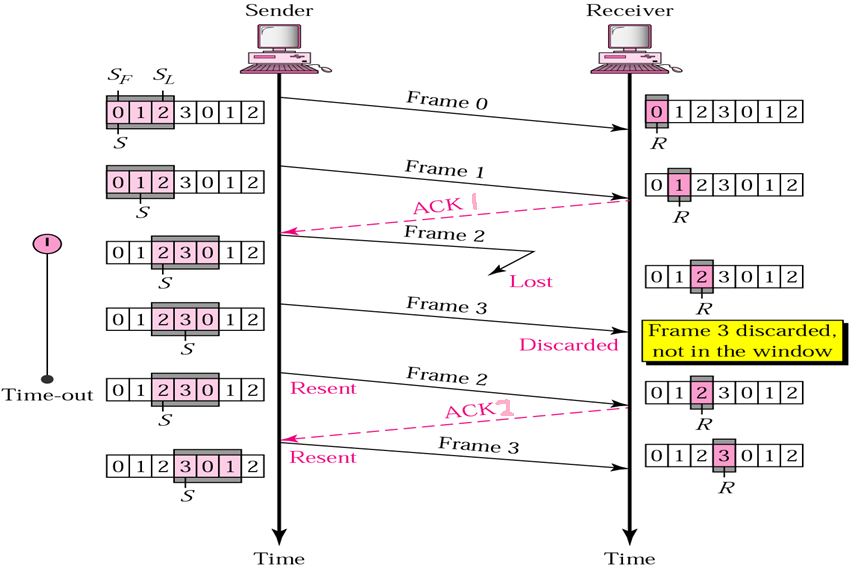 Sender
Receiver
S_F S_L
0 1 2 3 0 1 2
S
Frame 0
0 1 2 3 0 1 2
R
0 1 2 3 0 1 2
S
Frame 1
0 1 2 3 0 1 2
R
ACK 1
0 1 2 3 0 1 2
S
Frame 2
Lost
0 1 2 3 0 1 2
R
0 1 2 3 0 1 2
S
Frame 3
Discarded
Frame 3 discarded,
not in the window
Time-out
0 1 2 3 0 1 2
S
Resent
Frame 2
0 1 2 3 0 1 2
R
ACK
0 1 2 3 0 1 2
S
Resent
Frame 3
0 1 2 3 0 1 2
R
Time
Time